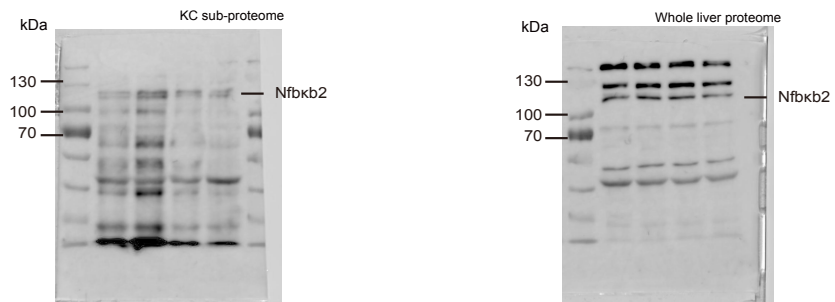 kDa
KC sub-proteome
130
100
70
Nfbκb2
Whole liver proteome
kDa
130
100
70
Nfbκb2